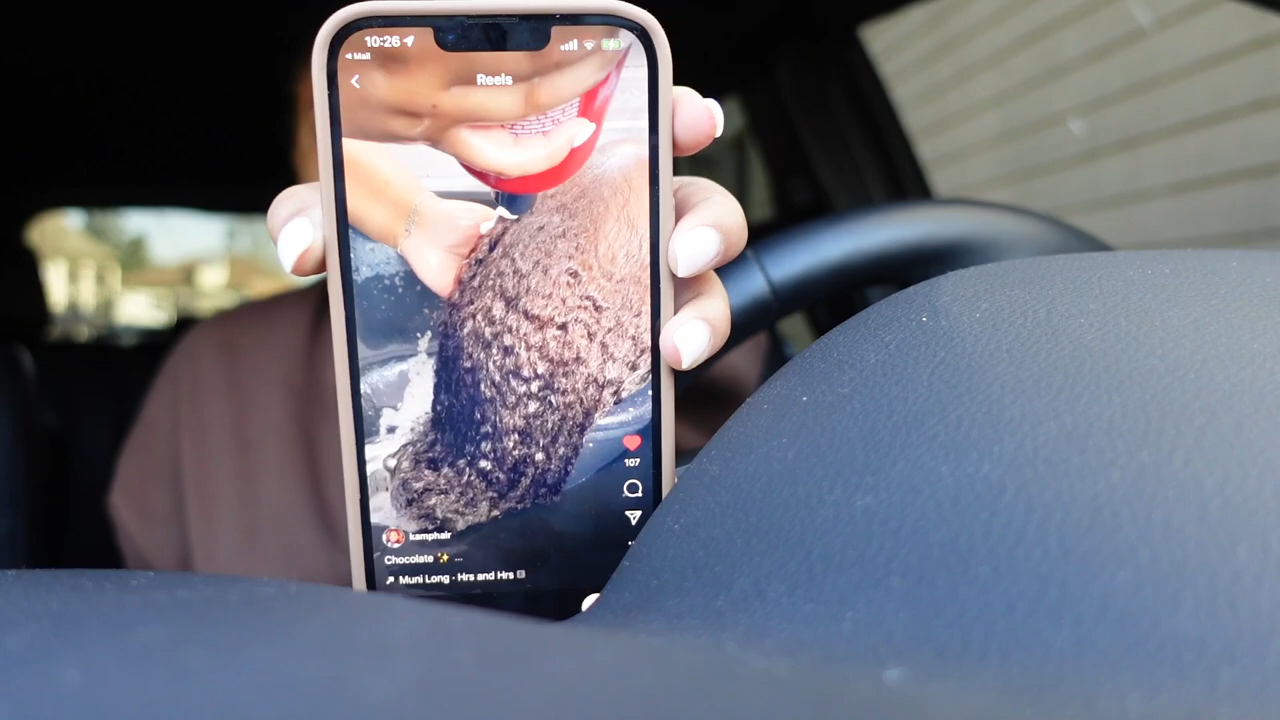 10:26
Mail
Reels
107
kamphair
Chocolate ✨ ...
Muni Long · Hrs and Hrs E